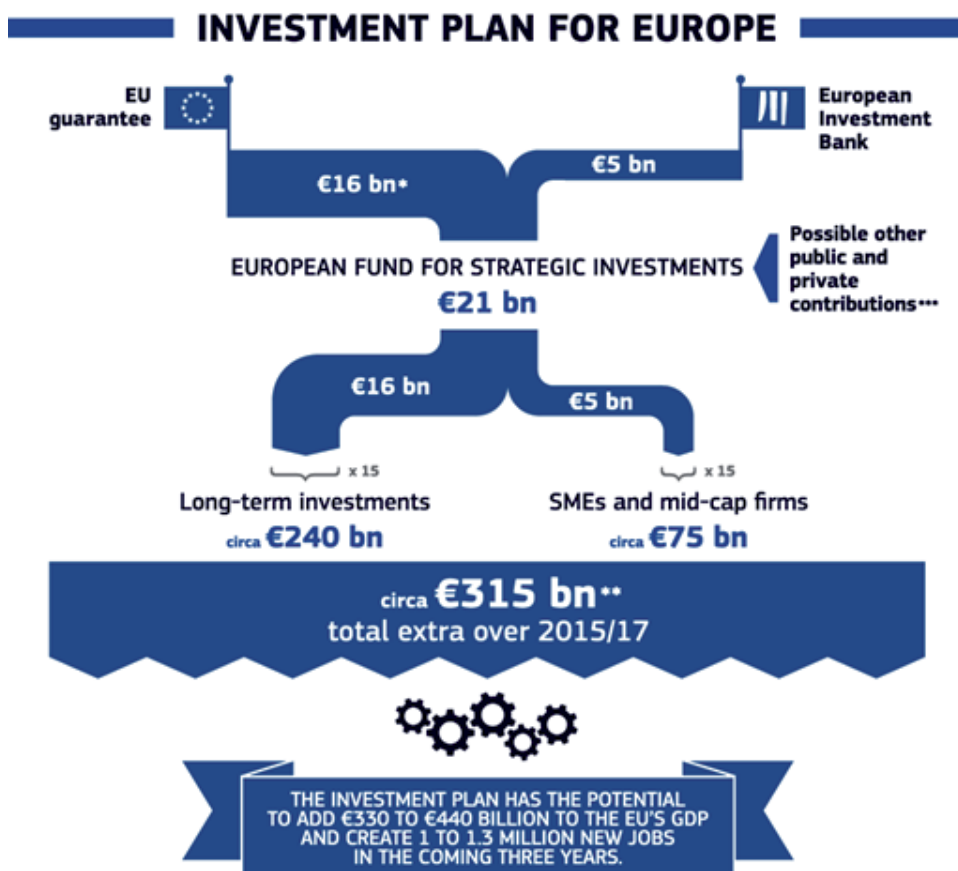 INVESTMENT PLAN FOR EUROPE
EU
guarantee
European
Investment
Bank
€16 bn*
€5 bn
Possible other
public and
private
contributions***
EUROPEAN FUND FOR STRATEGIC INVESTMENTS
€21 bn
€16 bn
€5 bn
x 15
x 15
Long-term investments
SMEs and mid-cap firms
circa €240 bn
circa €75 bn
circa €315 bn**
total extra over 2015/17
THE INVESTMENT PLAN HAS THE POTENTIAL
TO ADD €330 TO €440 BILLION TO THE EU'S GDP
AND CREATE 1 TO 1.3 MILLION NEW JOBS
IN THE COMING THREE YEARS.